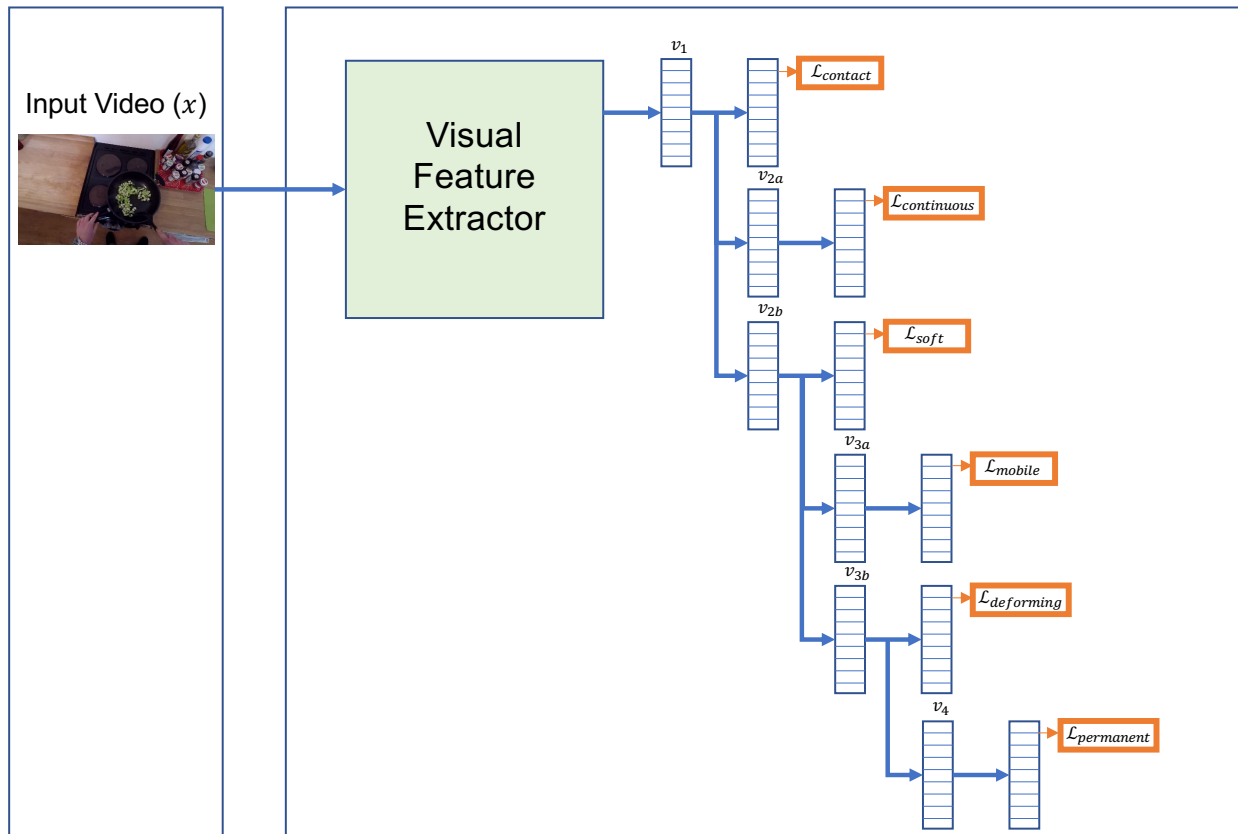 Input Video (𝑥)
Visual
Feature
Extractor
𝑣₁
ℒ𝑐𝑜𝑛𝑡𝑎𝑐𝑡
𝑣₂ₐ
ℒ𝑐𝑜𝑛𝑡𝑖𝑛𝑢𝑜𝑢𝑠
𝑣2𝑏
ℒ𝑠𝑜𝑓𝑡
𝑣₃ₐ
ℒ𝑚𝑜𝑏𝑖𝑙𝑒
𝑣3𝑏
ℒ𝑑𝑒𝑓𝑜𝑟𝑚𝑖𝑛𝑔
𝑣₄
ℒ𝑝𝑒𝑟𝑚𝑎𝑛𝑒𝑛𝑡